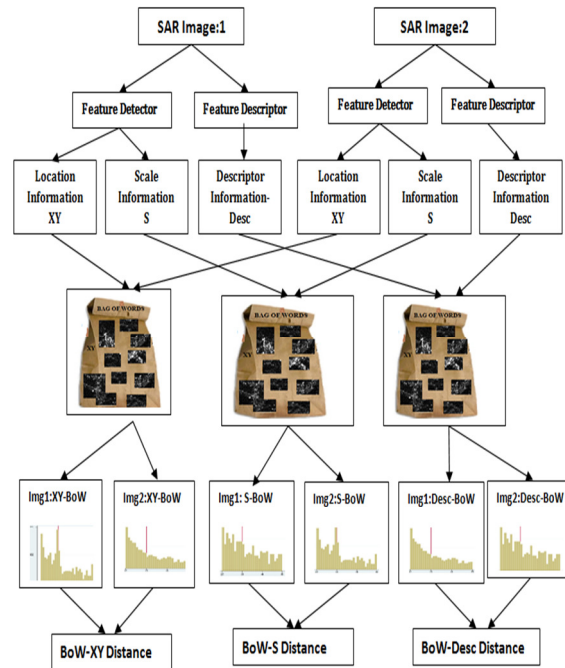 SAR Image:1
SAR Image:2
Feature Detector
Feature Descriptor
Feature Detector
Feature Descriptor
Location
Information
XY
Scale
Information
S
Descriptor
Information-
Desc
Location
Information
XY
Scale
Information
S
Descriptor
Information
Desc
BAG OF WORDS
XY
BAG OF WORDS
XY
BAG OF WORDS
XY
Img1:XY-BoW
Img2:XY-BoW
Img1: S-BoW
Img2:S-BoW
Img1:Desc-BoW
Img2:Desc-BoW
BoW-XY Distance
BoW-S Distance
BoW-Desc Distance